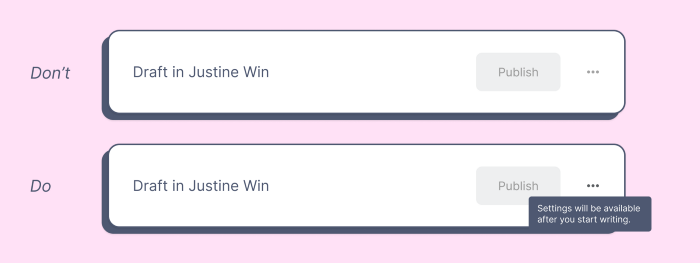 Don’t
Draft in Justine Win
Publish
Do
Draft in Justine Win
Publish
Settings will be available
after you start writing.